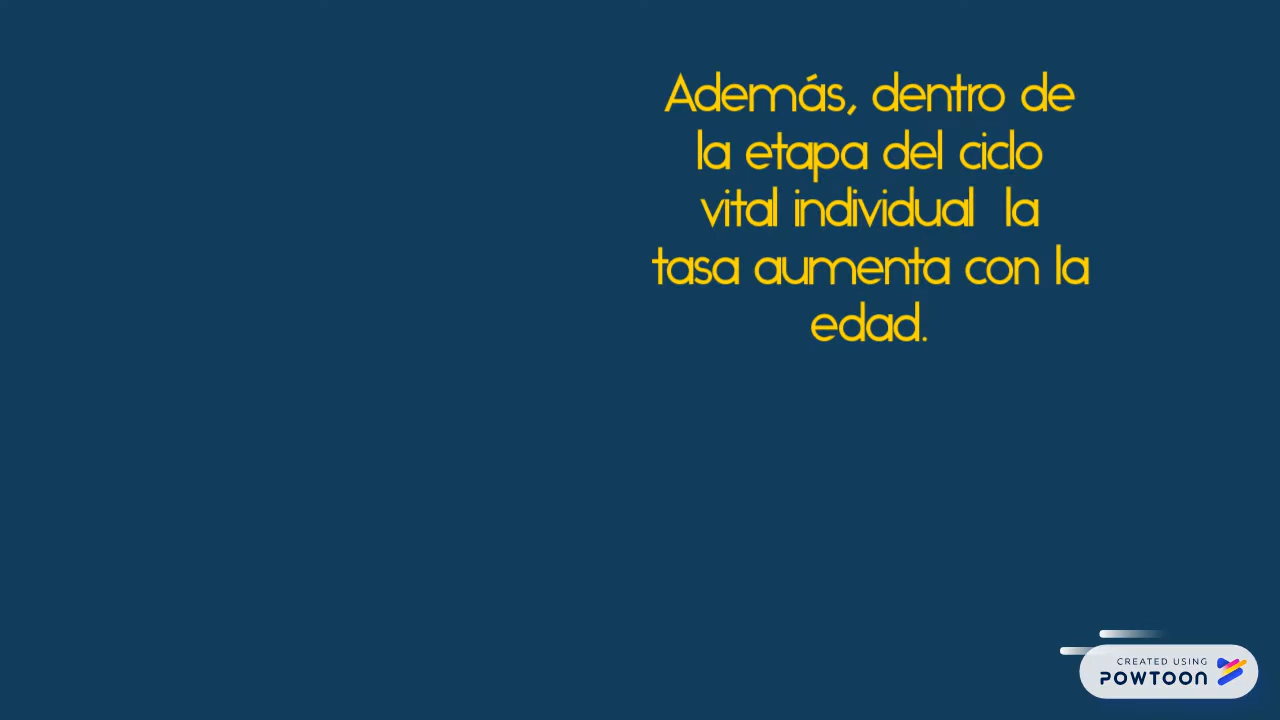 Además, dentro de
la etapa del ciclo
vital individual  la
tasa aumenta con la
edad.
CREATED USING
POWTOON